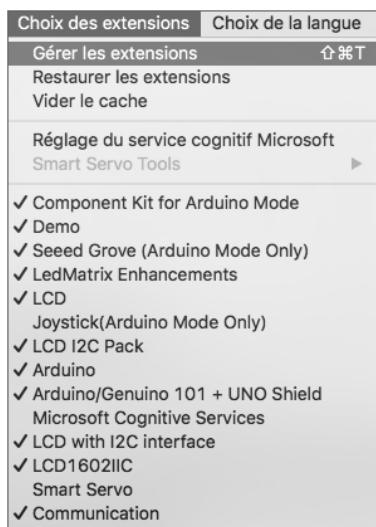 Choix des extensions Choix de la langue
Gérer les extensions ⇧⌘T
Restaurer les extensions
Vider le cache
Réglage du service cognitif Microsoft
Smart Servo Tools ▶
✓ Component Kit for Arduino Mode
✓ Demo
✓ Seeed Grove (Arduino Mode Only)
✓ LedMatrix Enhancements
✓ LCD
Joystick(Arduino Mode Only)
✓ LCD I2C Pack
✓ Arduino
✓ Arduino/Genuino 101 + UNO Shield
Microsoft Cognitive Services
✓ LCD with I2C interface
✓ LCD1602IIC
Smart Servo
✓ Communication